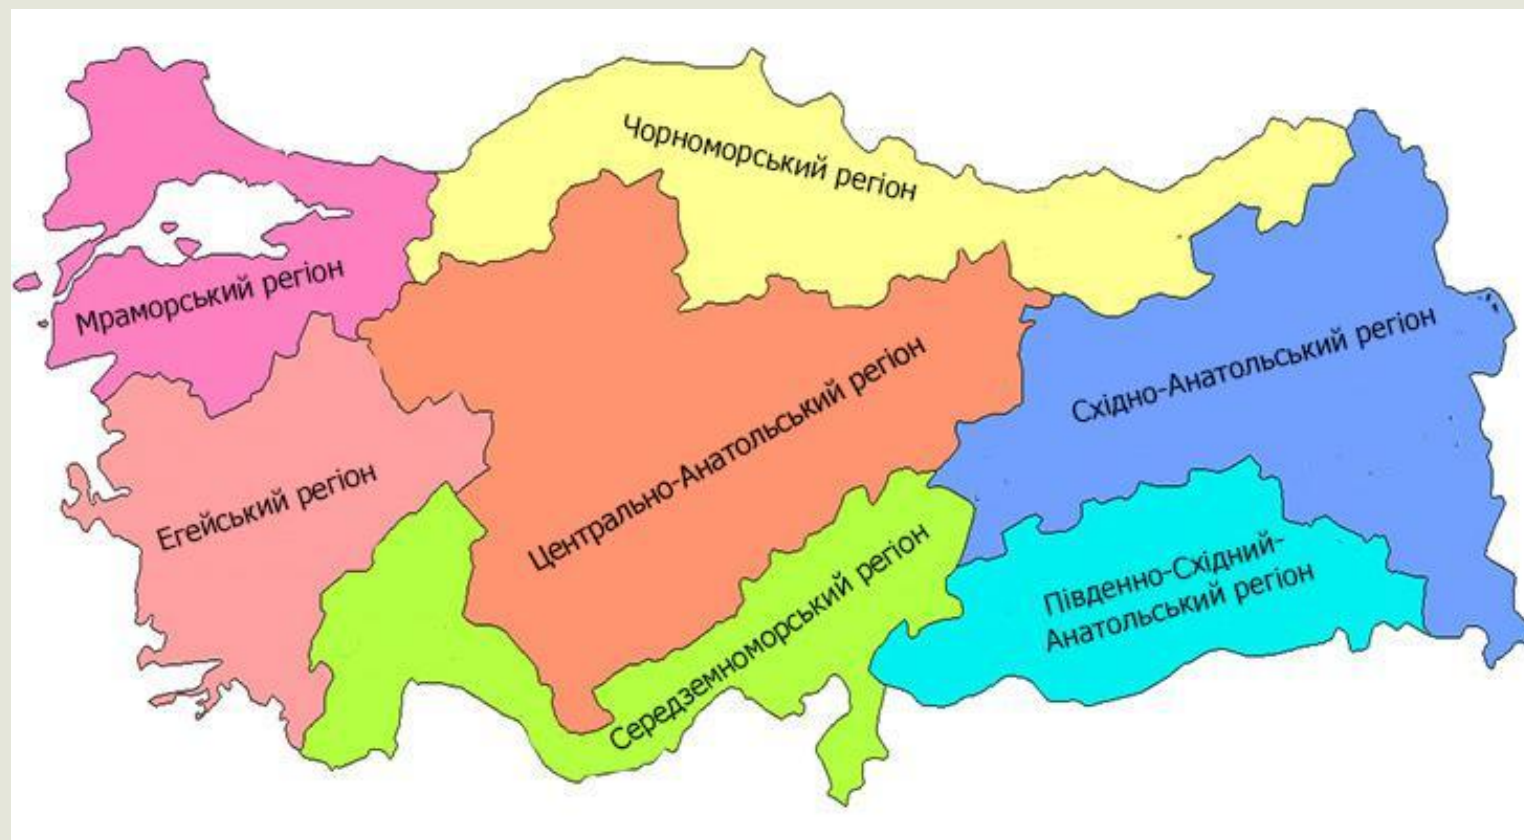 Чорноморський регіон
Мраморський регіон
Східно-Анатольський регіон
Центрально-Анатольський регіон
Егейський регіон
Середземноморський регіон
Південно-Східний-
Анатольський регіон